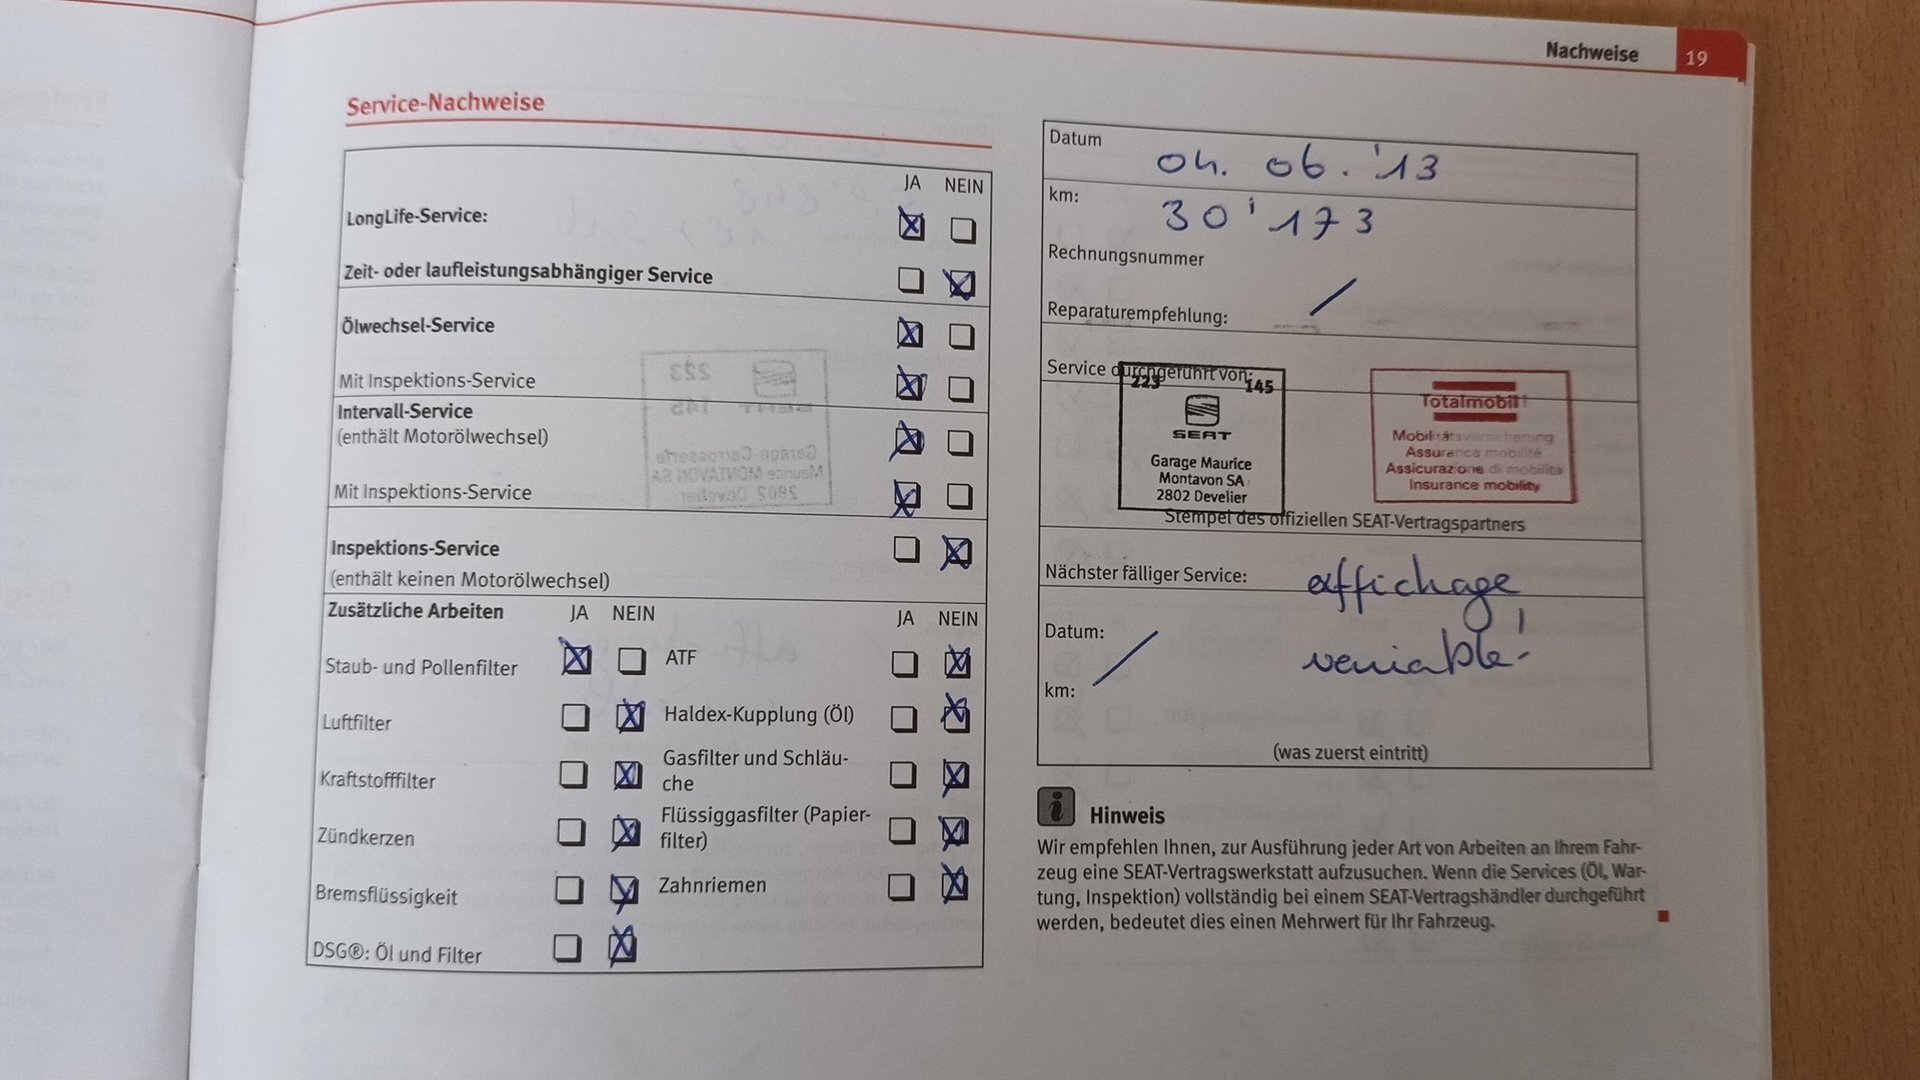 Nachweise 19
Service-Nachweise
JA NEIN
LongLife-Service:
Zeit- oder laufleistungsabhängiger Service
Ölwechsel-Service
Mit Inspektions-Service
Intervall-Service
(enthält Motorölwechsel)
Mit Inspektions-Service
Inspektions-Service
(enthält keinen Motorölwechsel)
Zusätzliche Arbeiten JA NEIN JA NEIN
Staub- und Pollenfilter ATF
Luftfilter Haldex-Kupplung (Öl)
Kraftstofffilter Gasfilter und Schläu-
che
Zündkerzen Flüssiggasfilter (Papier-
filter)
Bremsflüssigkeit Zahnriemen
DSG®: Öl und Filter
Datum 04. 06. '13
km: 30'173
Rechnungsnummer
Reparaturempfehlung: /
Service durchgeführt von:
223 145
SEAT
Garage Maurice
Montavon SA
2802 Develier
Totalmobil!
Mobilitätsversicherung
Assurance mobilité
Assicurazione di mobilità
Insurance mobility
Stempel des offiziellen SEAT-Vertragspartners
Nächster fälliger Service: affichage
Datum: / variable!
km:
(was zuerst eintritt)
Hinweis
Wir empfehlen Ihnen, zur Ausführung jeder Art von Arbeiten an Ihrem Fahr-
zeug eine SEAT-Vertragswerkstatt aufzusuchen. Wenn die Services (Öl, War-
tung, Inspektion) vollständig bei einem SEAT-Vertragshändler durchgeführt
werden, bedeutet dies einen Mehrwert für Ihr Fahrzeug.